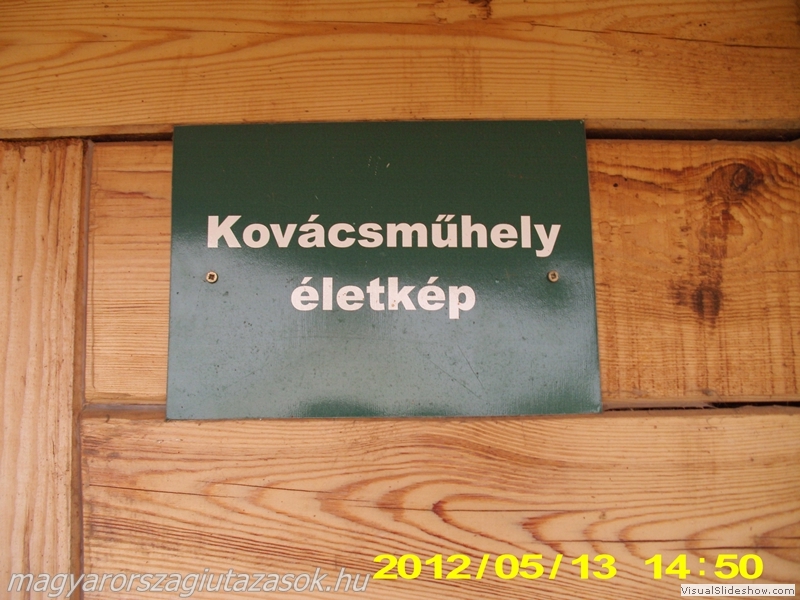 Kovácsműhely
életkép
2012/05/13 14:50
magyarorszagiutazasok.hu
VisualSlideshow.com